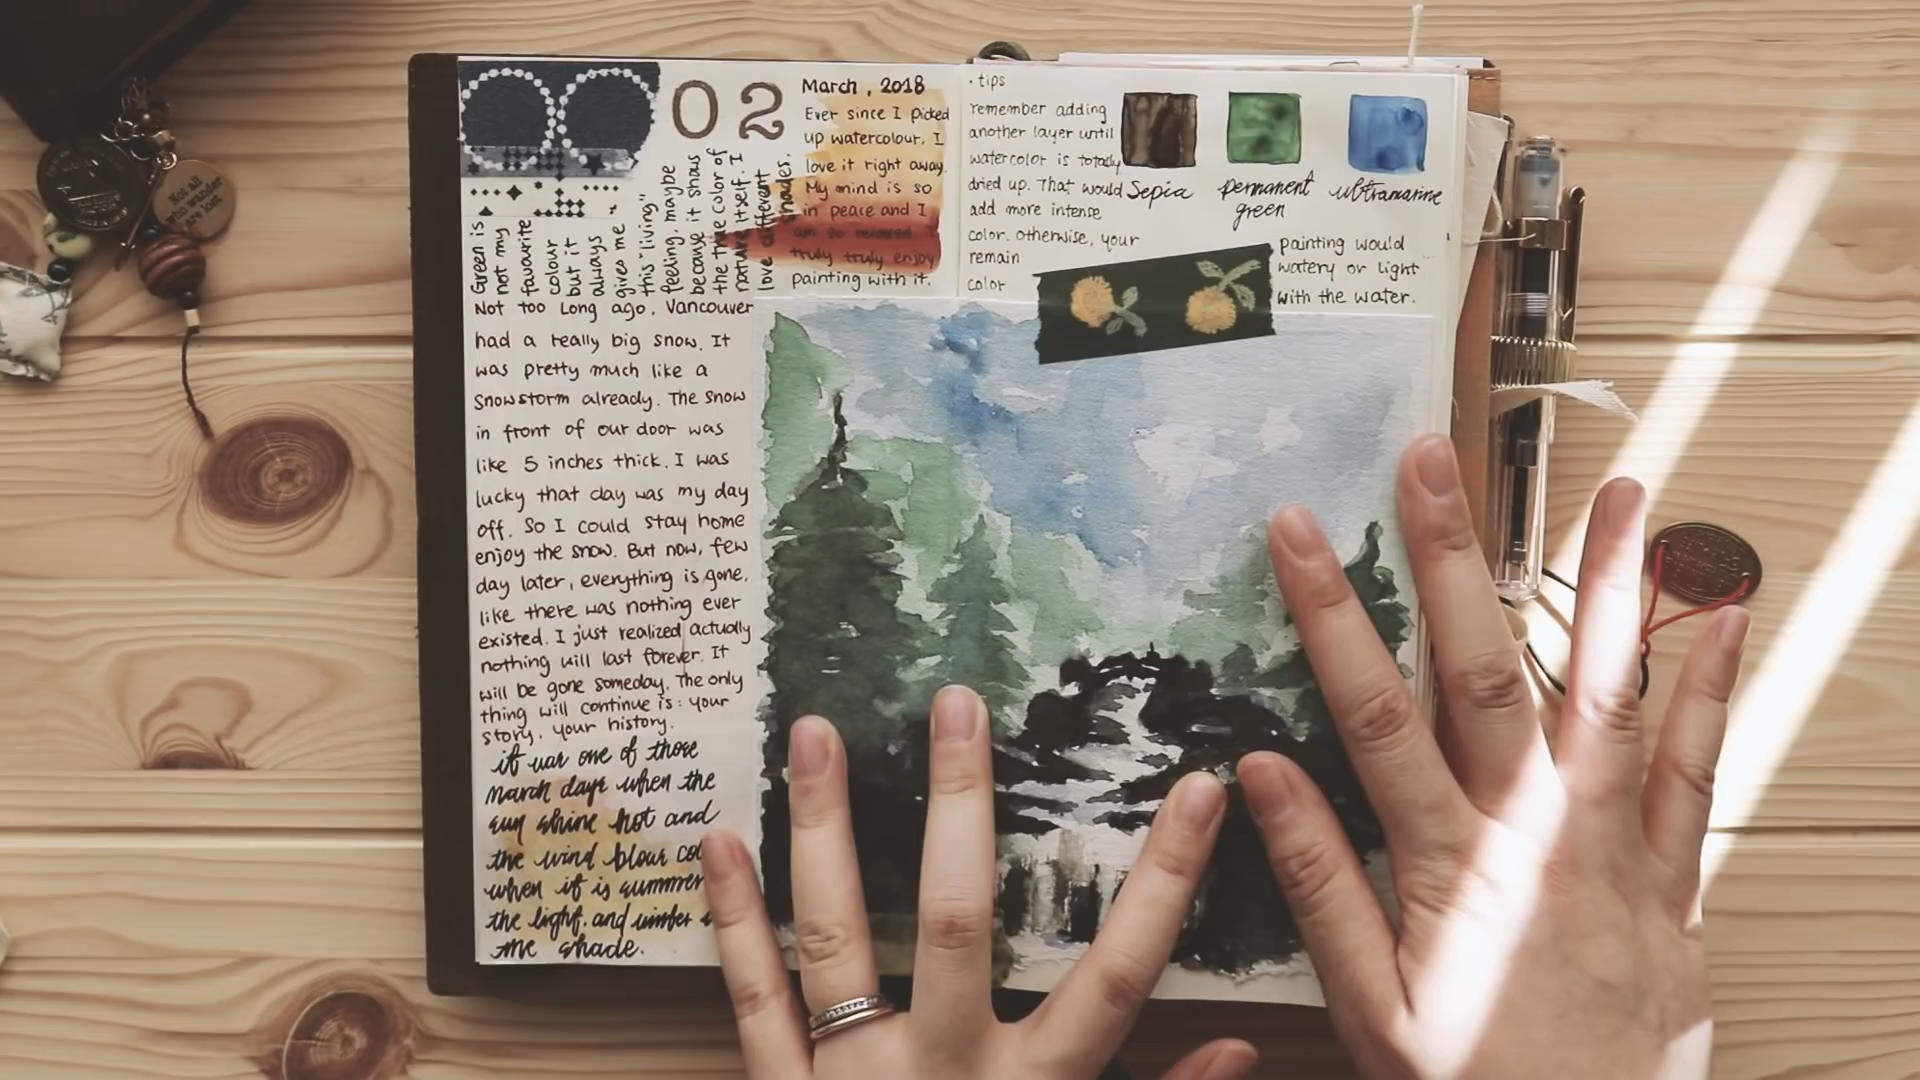 02
March, 2018
Ever since I Picked
up watercolour, I
love it right away.
My mind is so
in peace and I
am so relaxed. I
truly truly enjoy
painting with it.
Green is
not my
favourite
colour
but it
always
gives me
this "living"
feeling, maybe
because it shows
the true color of
nature itself. I
love different
shades.
Not too Long ago, Vancouver
had a really big snow. It
was pretty much like a
snowstorm already. The snow
in front of our door was
like 5 inches thick. I was
lucky that day was my day
off. So I could stay home
enjoy the snow. But now, few
day later, everything is gone,
like there was nothing ever
existed. I just realized actually
nothing will last forever. It
will be gone someday. The only
thing will continue is: your
story, your history.
it was one of those
march days when the
sun shine hot and
the wind blows
when it is summer
the light, and winter
the shade.
• tips
remember adding
another layer until
watercolor is totally
dried up. That would
add more intense
color. Otherwise, your
remain
color
painting would
watery or light
with the water.
Sepia
permanent
green
ultramarine
Not all
who wander
are lost